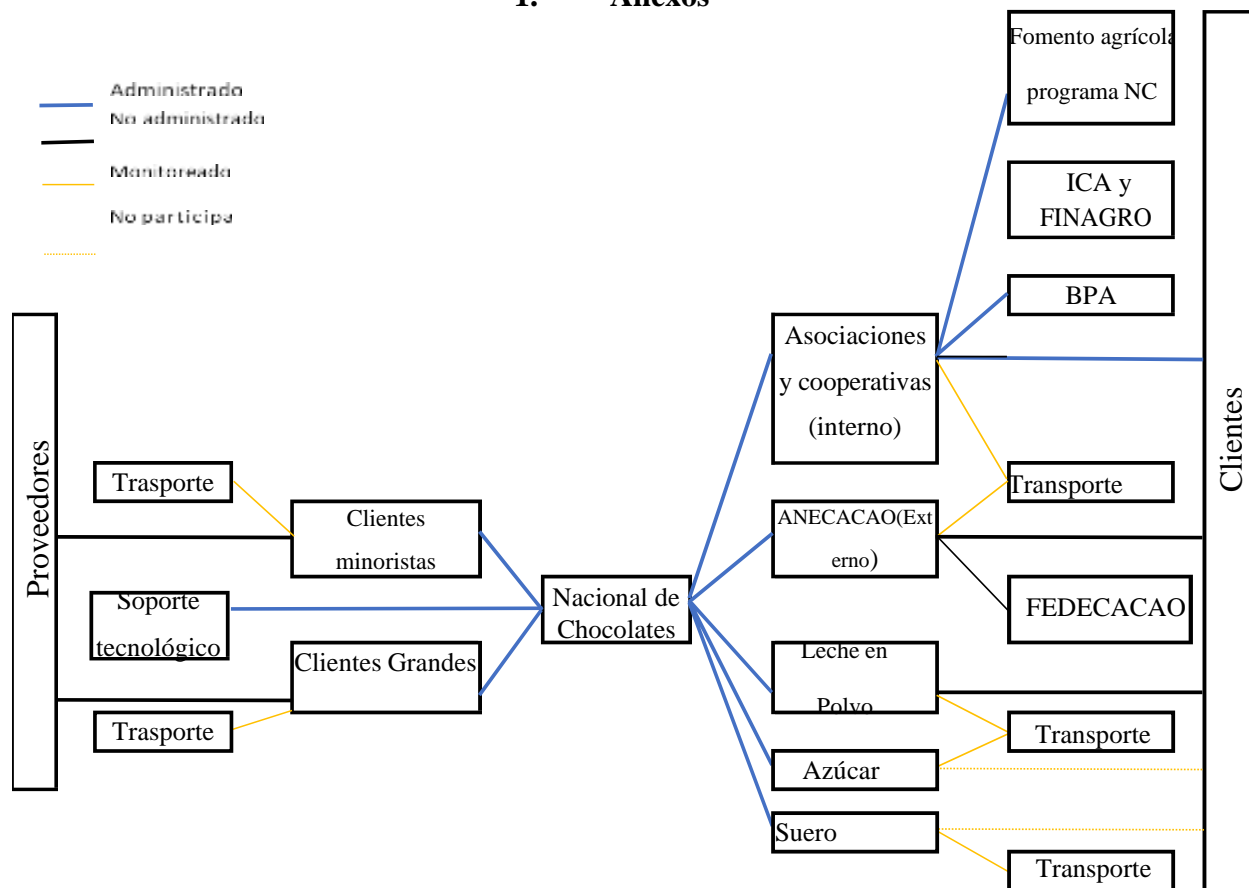 1. Anexos
Administrado
No administrado
Monitoreado
No participa
Proveedores
Trasporte
Clientes
minoristas
Soporte
tecnológico
Clientes Grandes
Trasporte
Nacional de
Chocolates
Asociaciones
y cooperativas
(interno)
ANECACAO(Ext
erno)
Leche en
Polvo
Azúcar
Suero
Fomento agrícola
programa NC
ICA y
FINAGRO
BPA
Transporte
FEDECACAO
Transporte
Transporte
Clientes